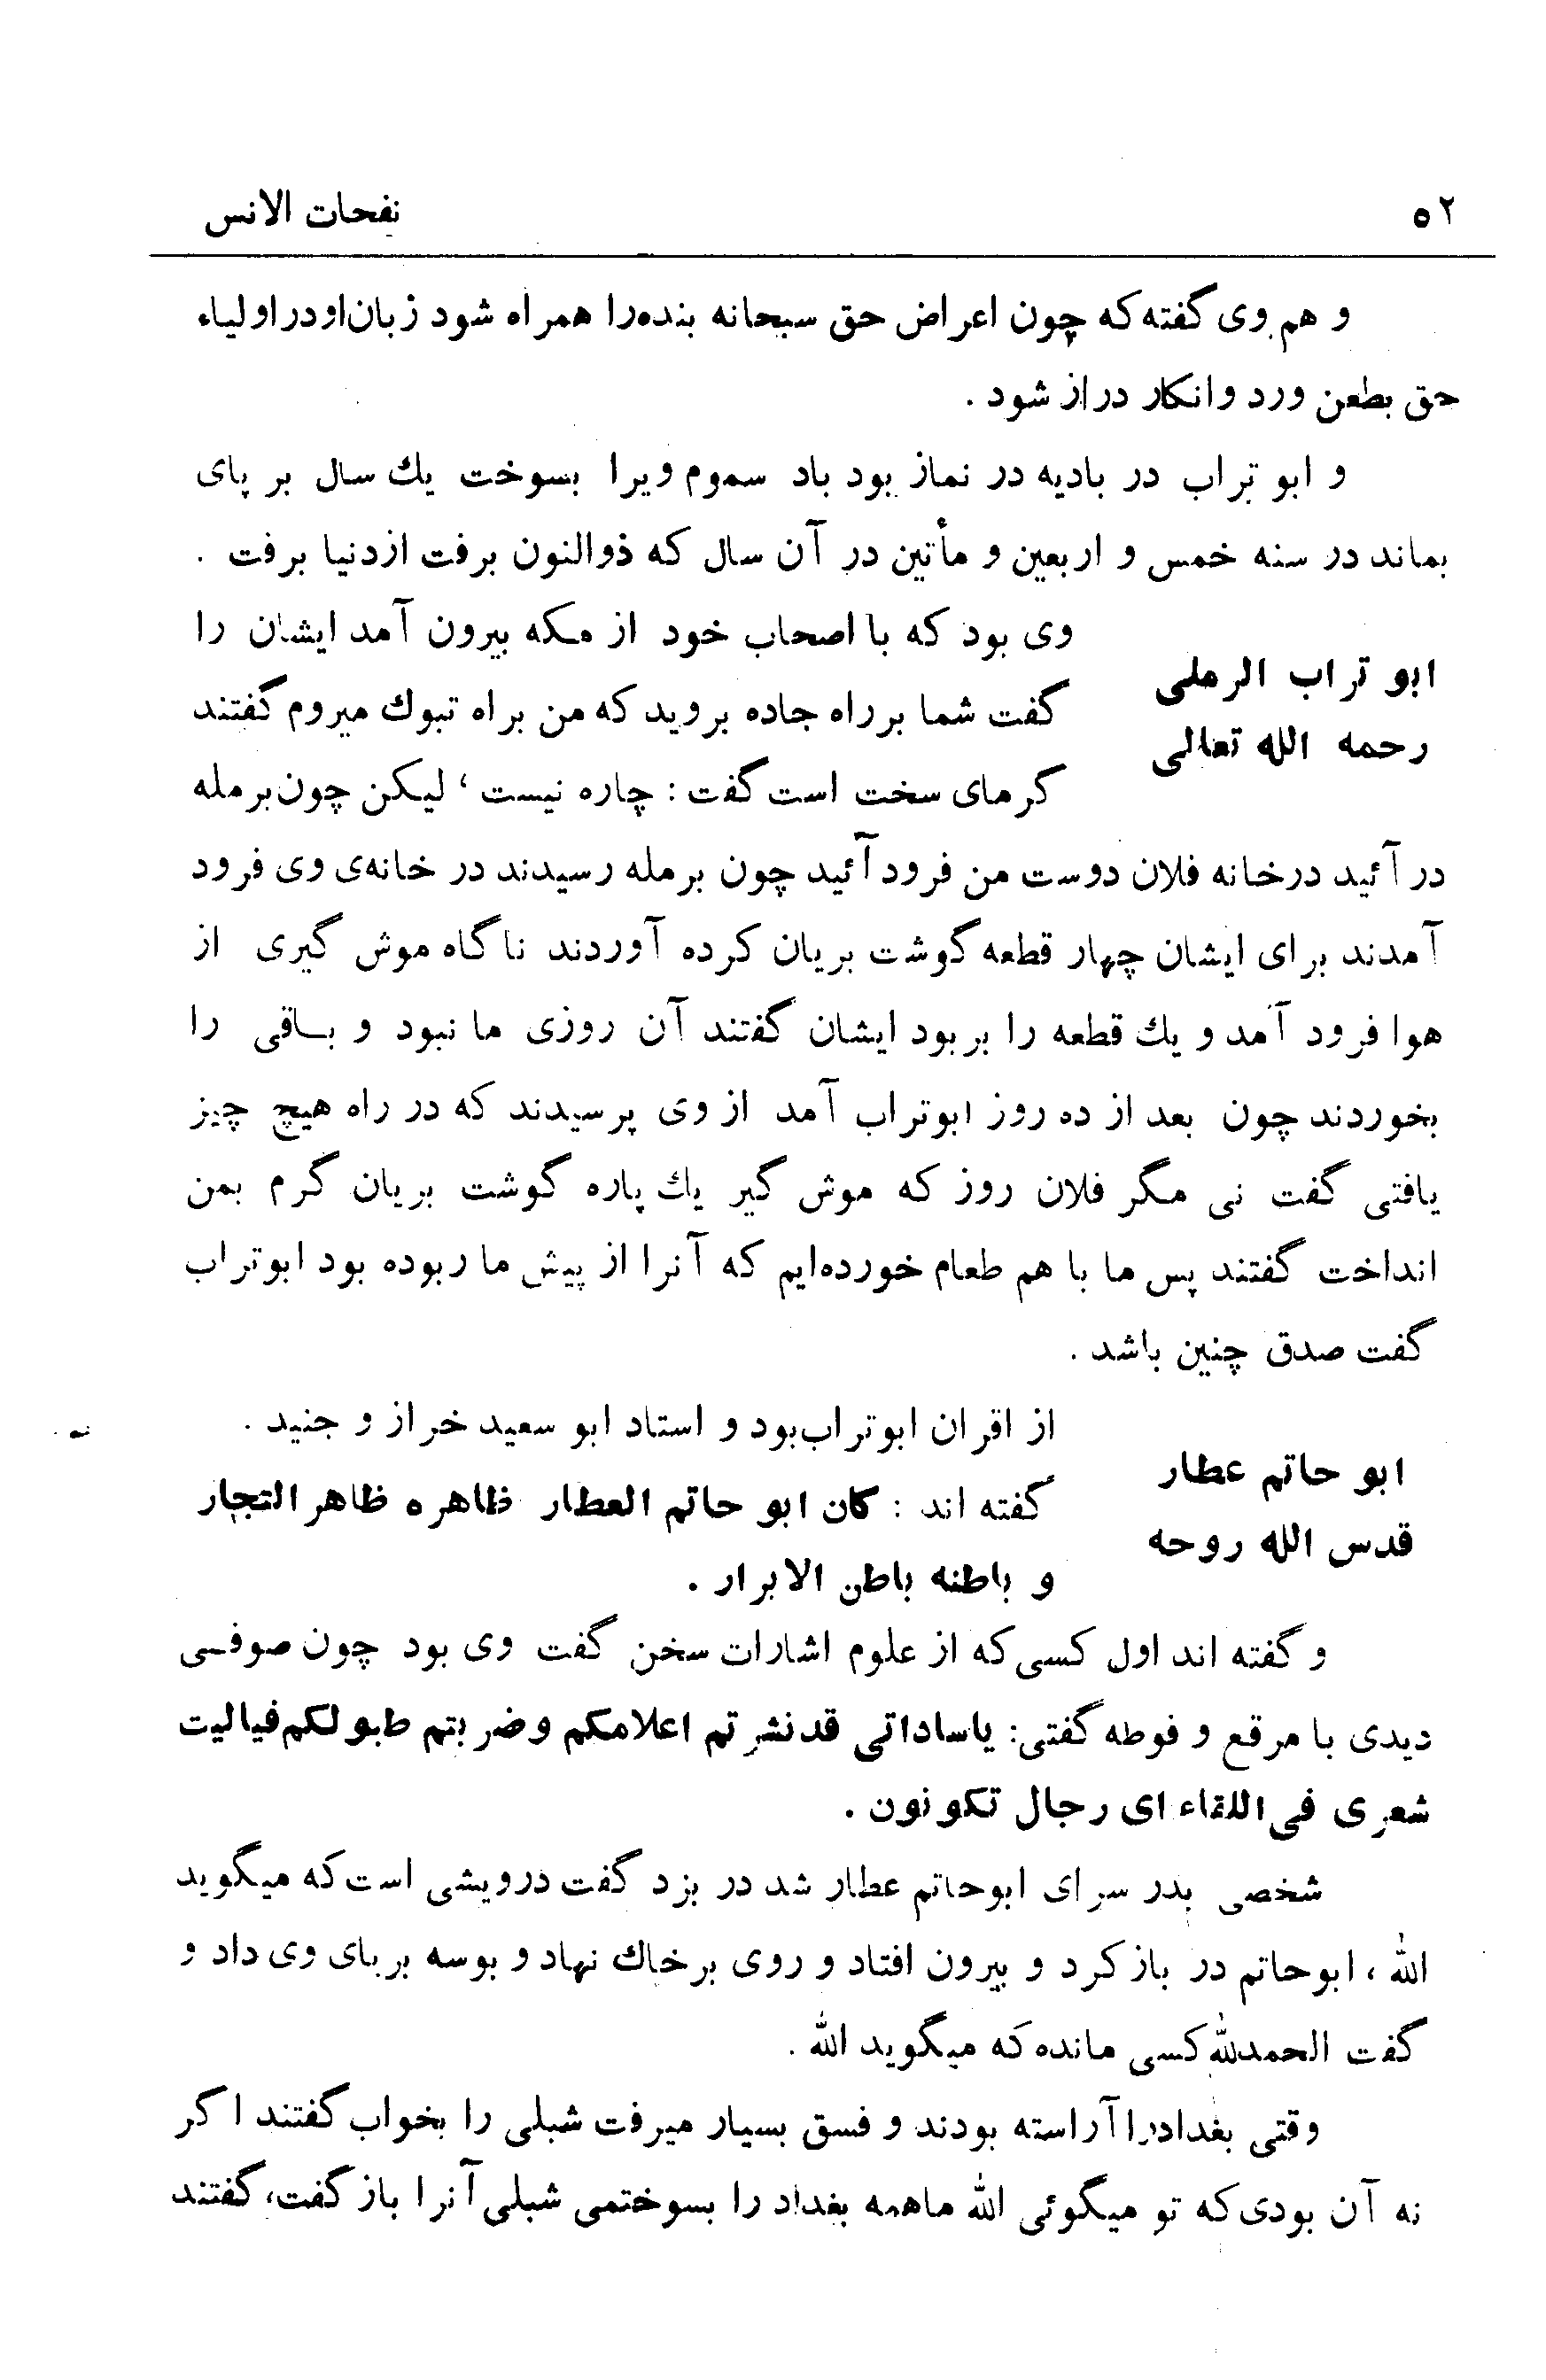 ۵۲
نفحات الانس
و هم وی گفته که چون اعراض حق سبحانه بنده‌را همراه شود زبان او در اولیاء
حق بطعن ورد وانکار دراز شود .
و ابو تراب در بادیه در نماز بود باد سموم ویرا بسوخت یك سال بر پای
بماند در سنه خمس و اربعین و مأتین در آن سال که ذوالنون برفت ازدنیا برفت .
ابو تراب الرملی
رحمه الله تعالی
وی بود که با اصحاب خود از مکه بیرون آمد ایشان را
گفت شما برراه جاده بروید که من براه تبوك میروم گفتند
گرمای سخت است گفت : چاره نیست ، لیکن چون برمله
در آئید درخانه فلان دوست من فرود آئید چون برمله رسیدند در خانه‌ی وی فرود
آمدند برای ایشان چهار قطعه گوشت بریان کرده آوردند ناگاه موش گیری از
هوا فرود آمد و یك قطعه را بربود ایشان گفتند آن روزی ما نبود و باقی را
بخوردند چون بعد از ده روز ابوتراب آمد از وی پرسیدند که در راه هیچ چیز
یافتی گفت نی مگر فلان روز که موش گیر یك پاره گوشت بریان گرم بمن
انداخت گفتند پس ما با هم طعام خورده‌ایم که آنرا از پیش ما ربوده بود ابوتراب
گفت صدق چنین باشد .
ابو حاتم عطار
قدس الله روحه
از اقران ابوتراب بود و استاد ابو سعید خراز و جنید .
گفته اند : کان ابو حاتم العطار ظاهره ظاهر التجار
و باطنه باطن الابرار .
و گفته اند اول کسی که از علوم اشارات سخن گفت وی بود چون صوفی
دیدی با مرقع و فوطه گفتی: یاساداتی قد نشر تم اعلامکم وضر بتم طبولکم فیالیت
شعری فی اللقاء ای رجال تکونون .
شخصی بدر سرای ابوحاتم عطار شد در بزد گفت درویشی است که میگوید
الله ، ابوحاتم در باز کرد و بیرون افتاد و روی برخاك نهاد و بوسه بر بای وی داد و
گفت الحمدلله کسی مانده که میگوید الله .
وقتی بغدادرا آراسته بودند و فسق بسیار میرفت شبلی را بخواب گفتند اگر
نه آن بودی که تو میگوئی الله ماهمه بغداد را بسوختمی شبلی آنرا باز گفت، گفتند